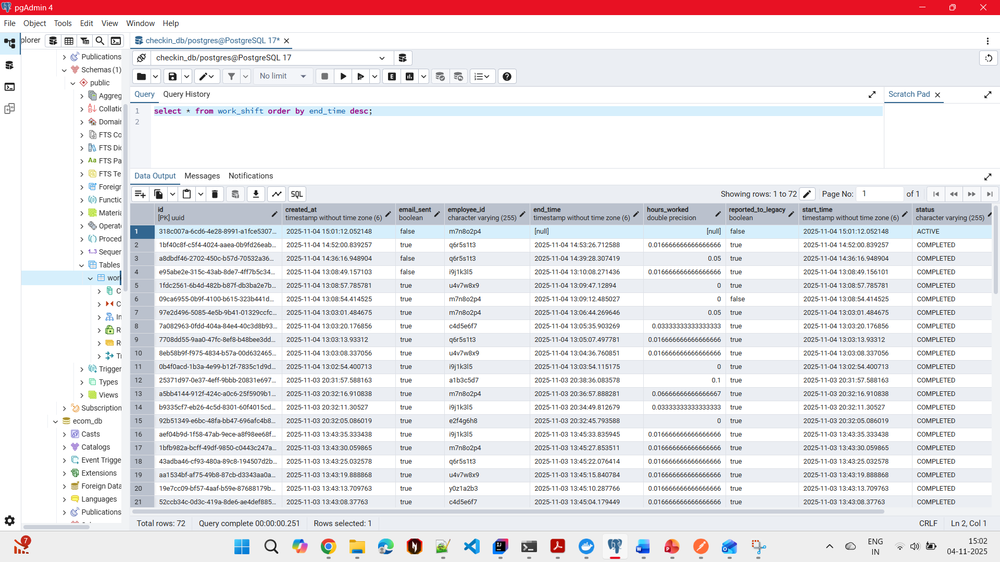 pgAdmin 4
File Object Tools Edit View Window Help
plorer
checkin_db/postgres@PostgreSQL 17*
checkin_db/postgres@PostgreSQL 17
No limit
Query Query History
Scratch Pad
1 select * from work_shift order by end_time desc;
2
Publications
Schemas (1)
public
Aggreg
Collatio
Domain
FTS Co
FTS Dic
FTS Pa
FTS Te
Foreign
Functic
Materia
Operato
Proced
Sequen
Tables
wor
C
C
In
R
R
Tr
Trigger
Types
Views
Subscription
ecom_db
Casts
Catalogs
Event Trigge
Extensions
Foreign Data
Languages
Publications
Data Output Messages Notifications
SQL
Showing rows: 1 to 72 Page No: 1 of 1
id created_at email_sent employee_id end_time hours_worked reported_to_legacy start_time status
[PK] uuid timestamp without time zone (6) boolean character varying (255) timestamp without time zone (6) double precision boolean timestamp without time zone (6) character varying (255)
1 318c007a-6cd6-4e28-8991-a1fce5307... 2025-11-04 15:01:12.052148 false m7n8o2p4 [null] [null] false 2025-11-04 15:01:12.052148 ACTIVE
2 1bf40c8f-c5f4-4024-aaea-0b9fd26eab... 2025-11-04 14:52:00.839257 true q6r5s1t3 2025-11-04 14:53:26.712588 0.016666666666666666 true 2025-11-04 14:52:00.839257 COMPLETED
3 a8dbdf46-2702-450c-b57d-70532a36... 2025-11-04 14:36:16.948904 false q6r5s1t3 2025-11-04 14:39:28.307419 0.05 true 2025-11-04 14:36:16.948904 COMPLETED
4 e95abe2e-315c-43ab-8de7-4ff7b5c34... 2025-11-04 13:08:49.157103 false i9j1k3l5 2025-11-04 13:10:08.271436 0.016666666666666666 true 2025-11-04 13:08:49.156101 COMPLETED
5 1fdc2561-6b4d-482b-b87f-db3ba2e7b... 2025-11-04 13:08:57.785781 true u4v7w8x9 2025-11-04 13:09:47.12894 0 true 2025-11-04 13:08:57.785781 COMPLETED
6 09ca6955-0b9f-4100-b615-323b441d... 2025-11-04 13:08:54.414525 true m7n8o2p4 2025-11-04 13:09:12.485027 0 false 2025-11-04 13:08:54.414525 COMPLETED
7 97e2d496-5085-4e5b-9b41-01329ccfc... 2025-11-04 13:03:01.484675 true m7n8o2p4 2025-11-04 13:06:44.269646 0.05 true 2025-11-04 13:03:01.484675 COMPLETED
8 7a082963-0fdd-404a-84e4-40c3d8b93... 2025-11-04 13:03:20.176856 true c4d5e6f7 2025-11-04 13:05:35.903269 0.03333333333333333 true 2025-11-04 13:03:20.176856 COMPLETED
9 7708dd55-9aa0-47fc-8ef8-b48bee3dd... 2025-11-04 13:03:13.93312 true q6r5s1t3 2025-11-04 13:05:07.497781 0.016666666666666666 true 2025-11-04 13:03:13.93312 COMPLETED
10 8eb58b9f-f975-4834-b57a-00d632465... 2025-11-04 13:03:08.337056 true u4v7w8x9 2025-11-04 13:04:36.760851 0.016666666666666666 true 2025-11-04 13:03:08.337056 COMPLETED
11 0b4f0acd-1b3a-4e99-b12f-7835c1d9d... 2025-11-04 13:02:54.400713 true i9j1k3l5 2025-11-04 13:03:54.115175 0 true 2025-11-04 13:02:54.400713 COMPLETED
12 25371d97-0e37-4eff-9bbb-20831e697... 2025-11-03 20:31:57.588163 true a1b3c5d7 2025-11-03 20:38:36.083578 0.1 true 2025-11-03 20:31:57.588163 COMPLETED
13 a5bb4144-912f-424c-a0c6-25f5909b1... 2025-11-03 20:32:16.910838 true m7n8o2p4 2025-11-03 20:36:57.888281 0.06666666666666667 true 2025-11-03 20:32:16.910838 COMPLETED
14 b9335cf7-eb26-4c5d-8301-60f4015cd... 2025-11-03 20:32:11.30527 true i9j1k3l5 2025-11-03 20:34:49.812679 0.03333333333333333 true 2025-11-03 20:32:11.30527 COMPLETED
15 92b51349-e6bc-48fa-bb47-696afc4b8... 2025-11-03 20:32:05.086019 true e2f4g6h8 2025-11-03 20:32:45.793588 0 true 2025-11-03 20:32:05.086019 COMPLETED
16 aef04b9d-1f58-47ab-9ece-a8f98ee68f... 2025-11-03 13:43:35.333438 true i9j1k3l5 2025-11-03 13:45:33.835945 0.016666666666666666 true 2025-11-03 13:43:35.333438 COMPLETED
17 1bfb982a-bcff-49df-9850-c0443c247a... 2025-11-03 13:43:30.059865 true m7n8o2p4 2025-11-03 13:45:27.853511 0.016666666666666666 true 2025-11-03 13:43:30.059865 COMPLETED
18 43adba46-cf93-480a-89c8-194507d2b... 2025-11-03 13:43:25.032578 true q6r5s1t3 2025-11-03 13:45:22.076414 0.016666666666666666 true 2025-11-03 13:43:25.032578 COMPLETED
19 aa1534bf-af75-49b8-87cb-d3343aa0a... 2025-11-03 13:43:19.888868 true u4v7w8x9 2025-11-03 13:45:15.840784 0.016666666666666666 true 2025-11-03 13:43:19.888868 COMPLETED
20 19e7cc09-bf57-4aaf-b59e-87688179b... 2025-11-03 13:43:13.709763 true y0z1a2b3 2025-11-03 13:45:10.287766 0.016666666666666666 true 2025-11-03 13:43:13.709763 COMPLETED
21 52ccb34c-0d3c-419a-8de6-ae4def885... 2025-11-03 13:43:08.37763 true c4d5e6f7 2025-11-03 13:45:04.179449 0.016666666666666666 true 2025-11-03 13:43:08.37763 COMPLETED
Total rows: 72 Query complete 00:00:00.251 Rows selected: 1 CRLF Ln 2, Col 1
7
ENG
IN
15:02
04-11-2025